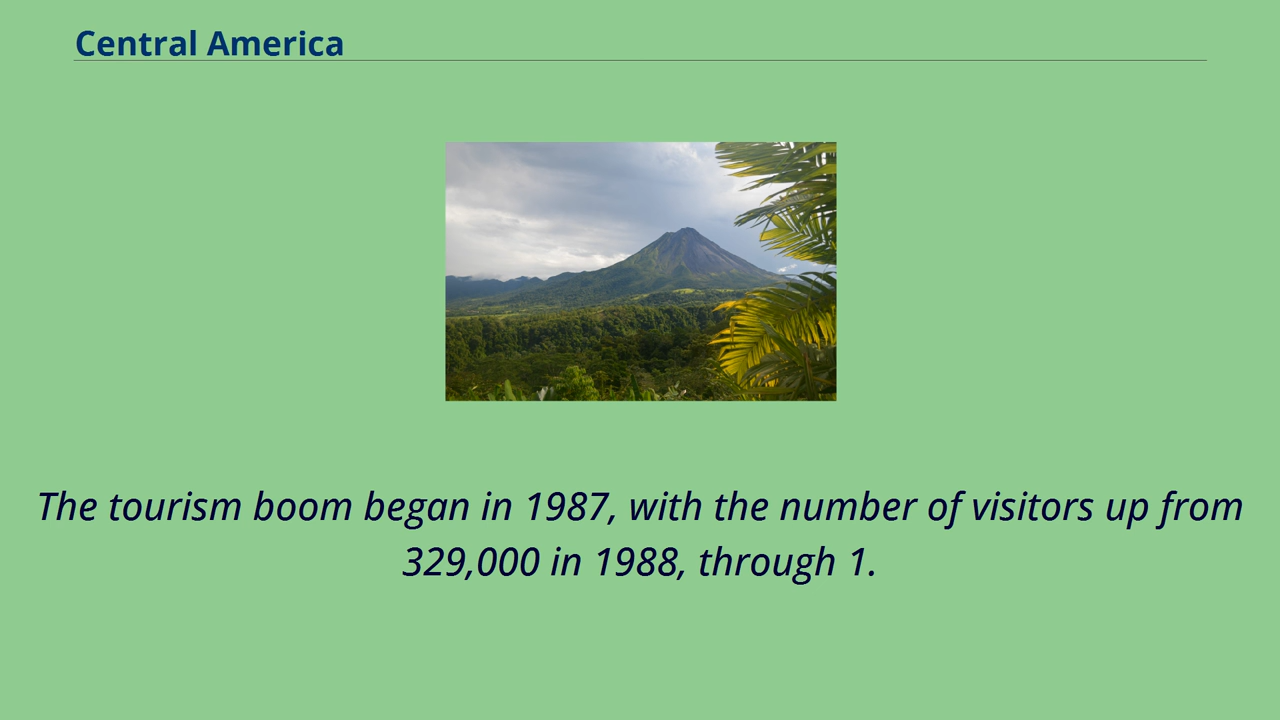 Central America
The tourism boom began in 1987, with the number of visitors up from
329,000 in 1988, through 1.